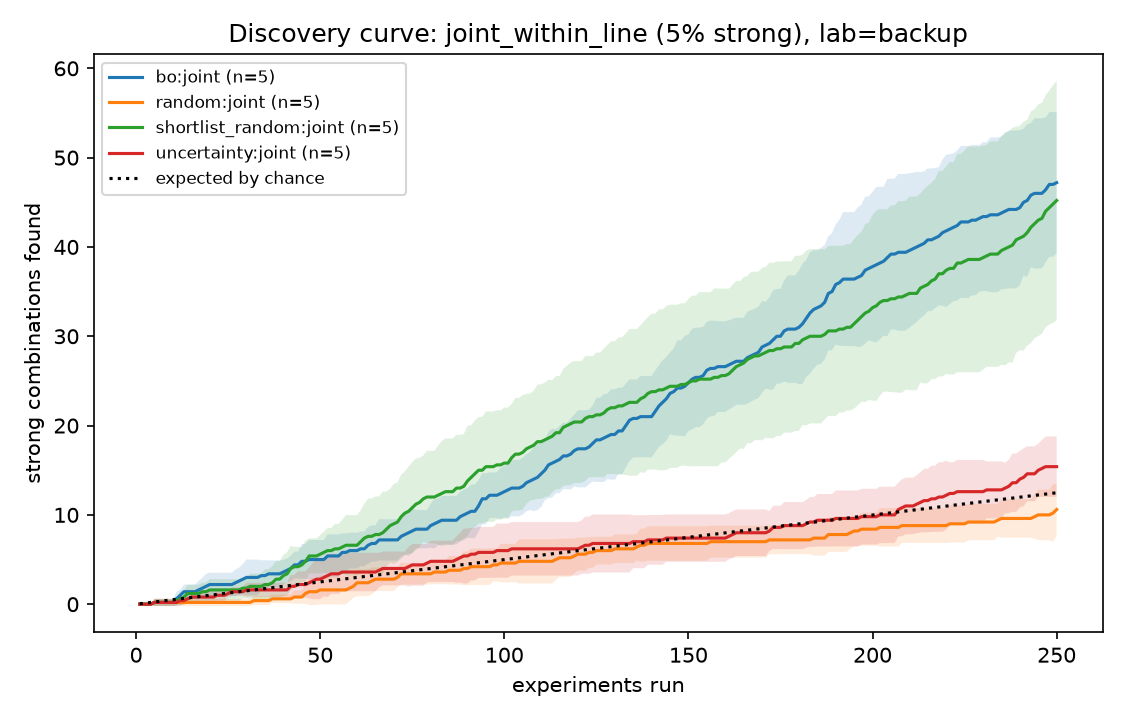 Discovery curve: joint_within_line (5% strong), lab=backup
bo:joint (n=5)
random:joint (n=5)
shortlist_random:joint (n=5)
uncertainty:joint (n=5)
expected by chance
strong combinations found
60
50
40
30
20
10
0
0 50 100 150 200 250
experiments run